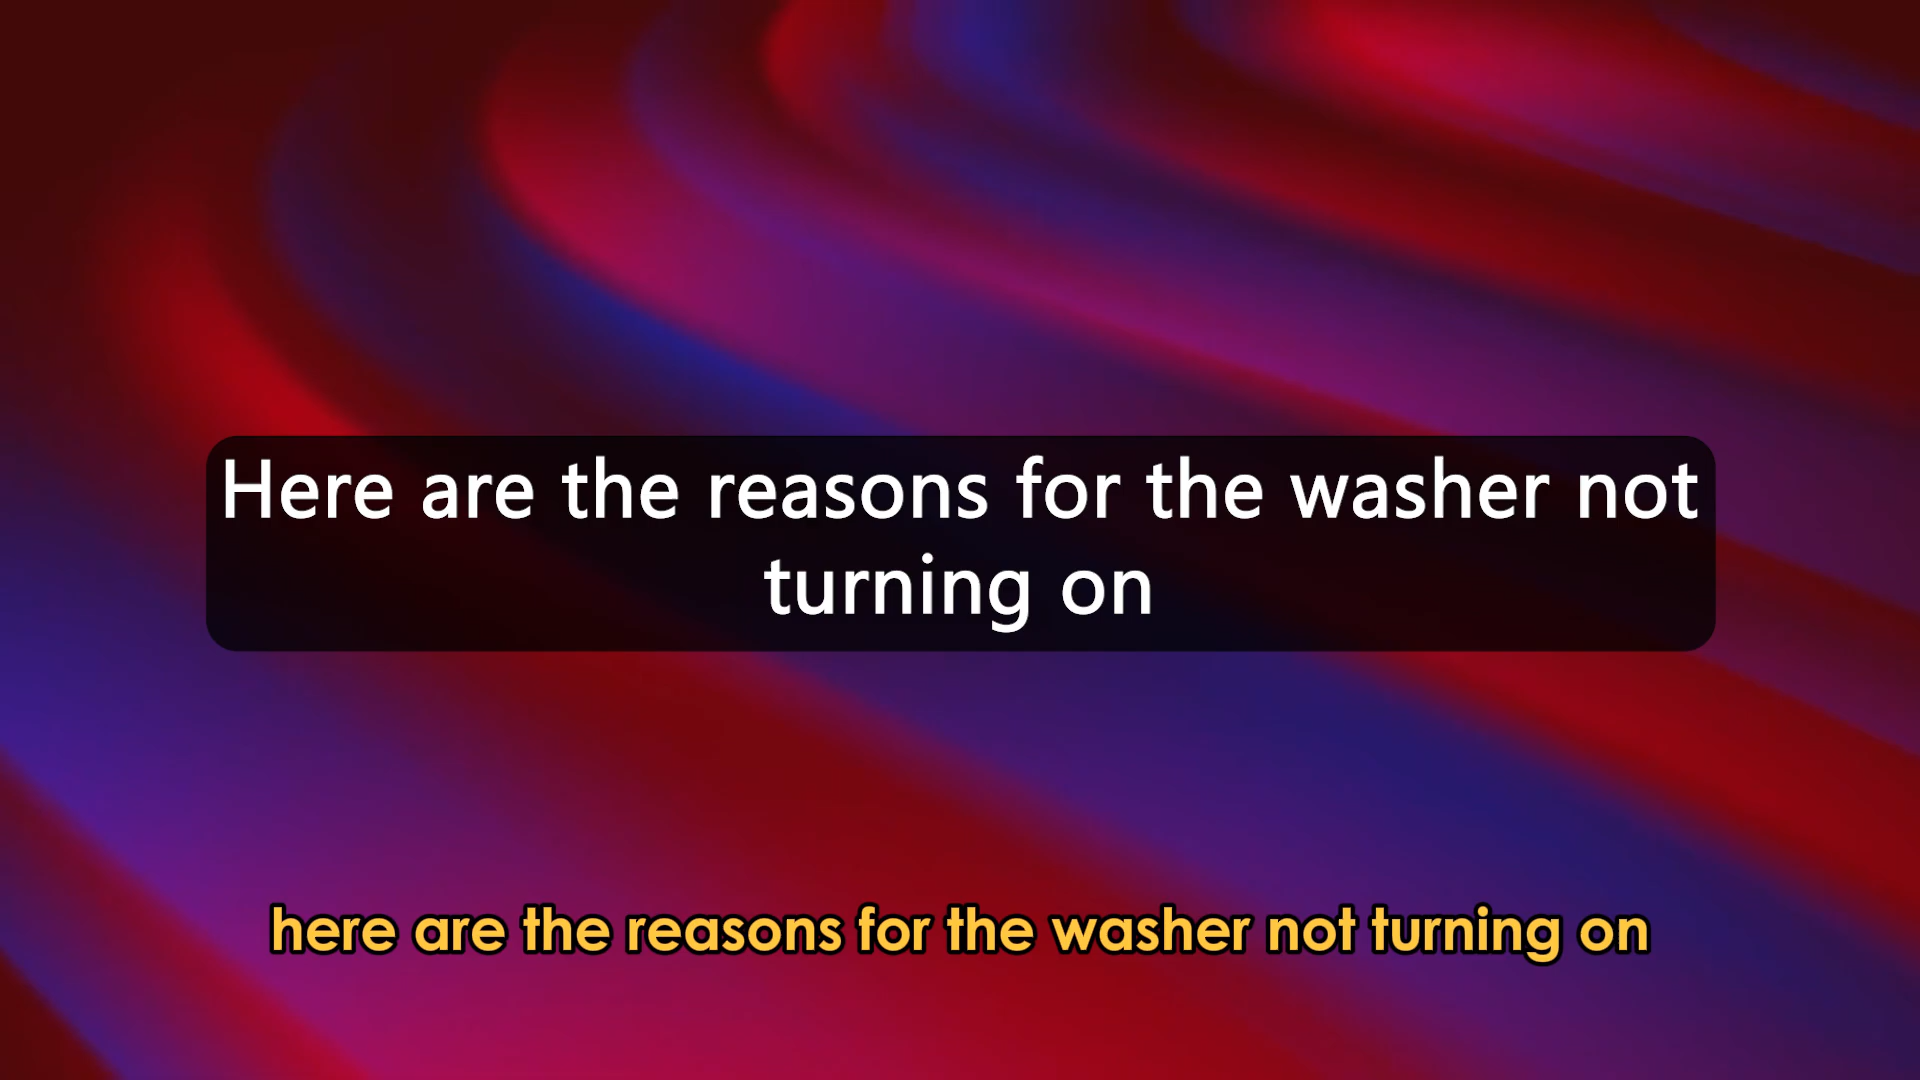 Here are the reasons for the washer not
turning on
here are the reasons for the washer not turning on